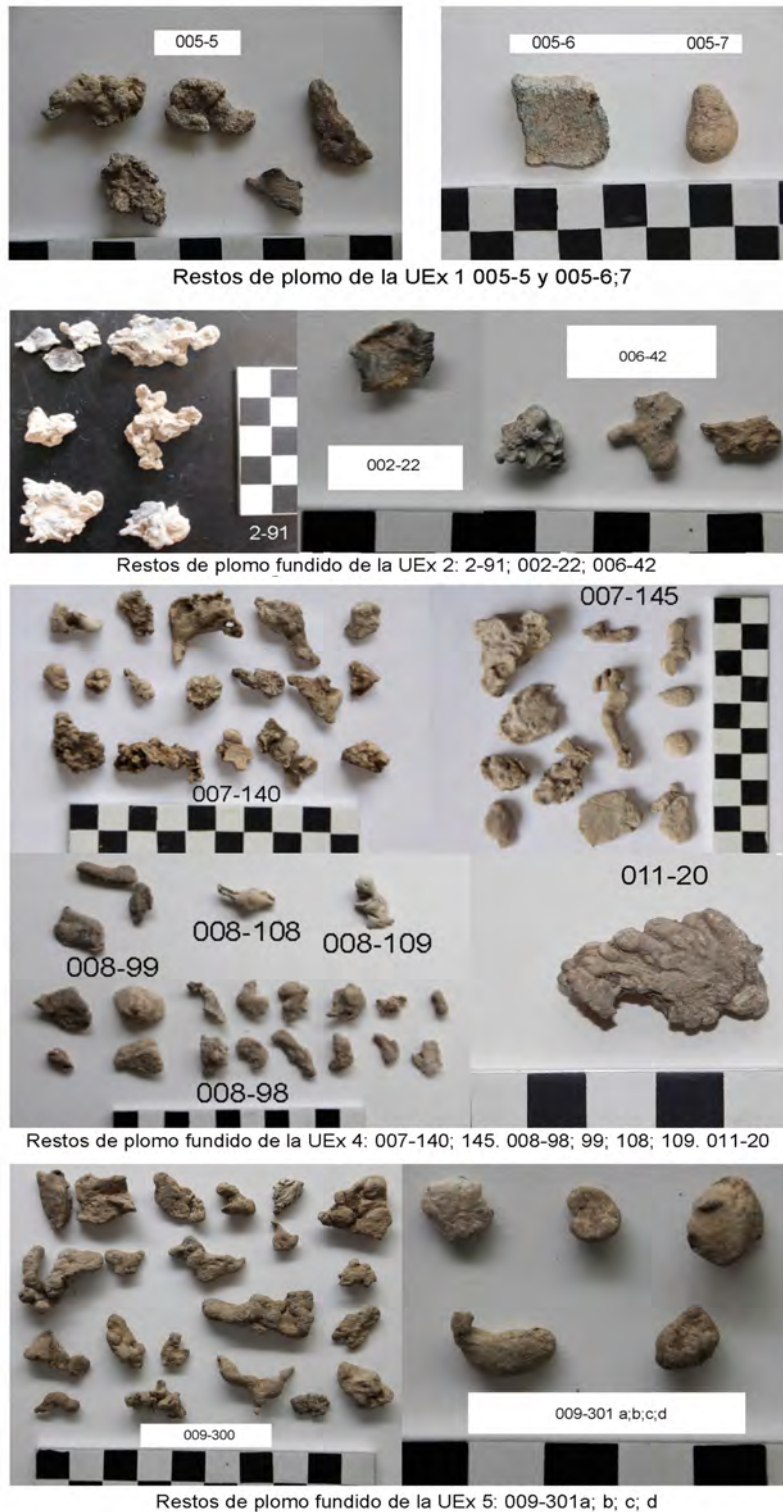 005-5
005-6 005-7
Restos de plomo de la UEx 1 005-5 y 005-6;7
006-42
002-22
2-91
Restos de plomo fundido de la UEx 2: 2-91; 002-22; 006-42
007-145
007-140
011-20
008-108
008-109
008-99
008-98
Restos de plomo fundido de la UEx 4: 007-140; 145. 008-98; 99; 108; 109. 011-20
009-300
009-301 a;b;c;d
Restos de plomo fundido de la UEx 5: 009-301a; b; c; d